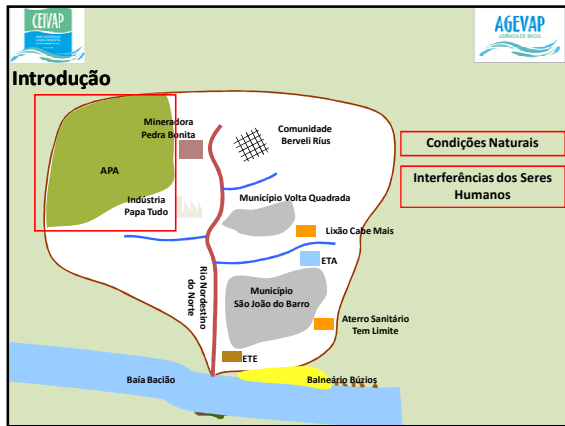 CEIVAP
AGEVAP
AGÊNCIA DE BACIA
Introdução
Mineradora
Pedra Bonita
Comunidade
Berveli Ríus
Condições Naturais
APA
Interferências dos Seres
Humanos
Indústria
Papa Tudo
Município Volta Quadrada
Lixão Cabe Mais
ETA
Rio Nordestino
do Norte
Município
São João do Barro
Aterro Sanitário
Tem Limite
ETE
Baía Bacião
Balneário Búzios